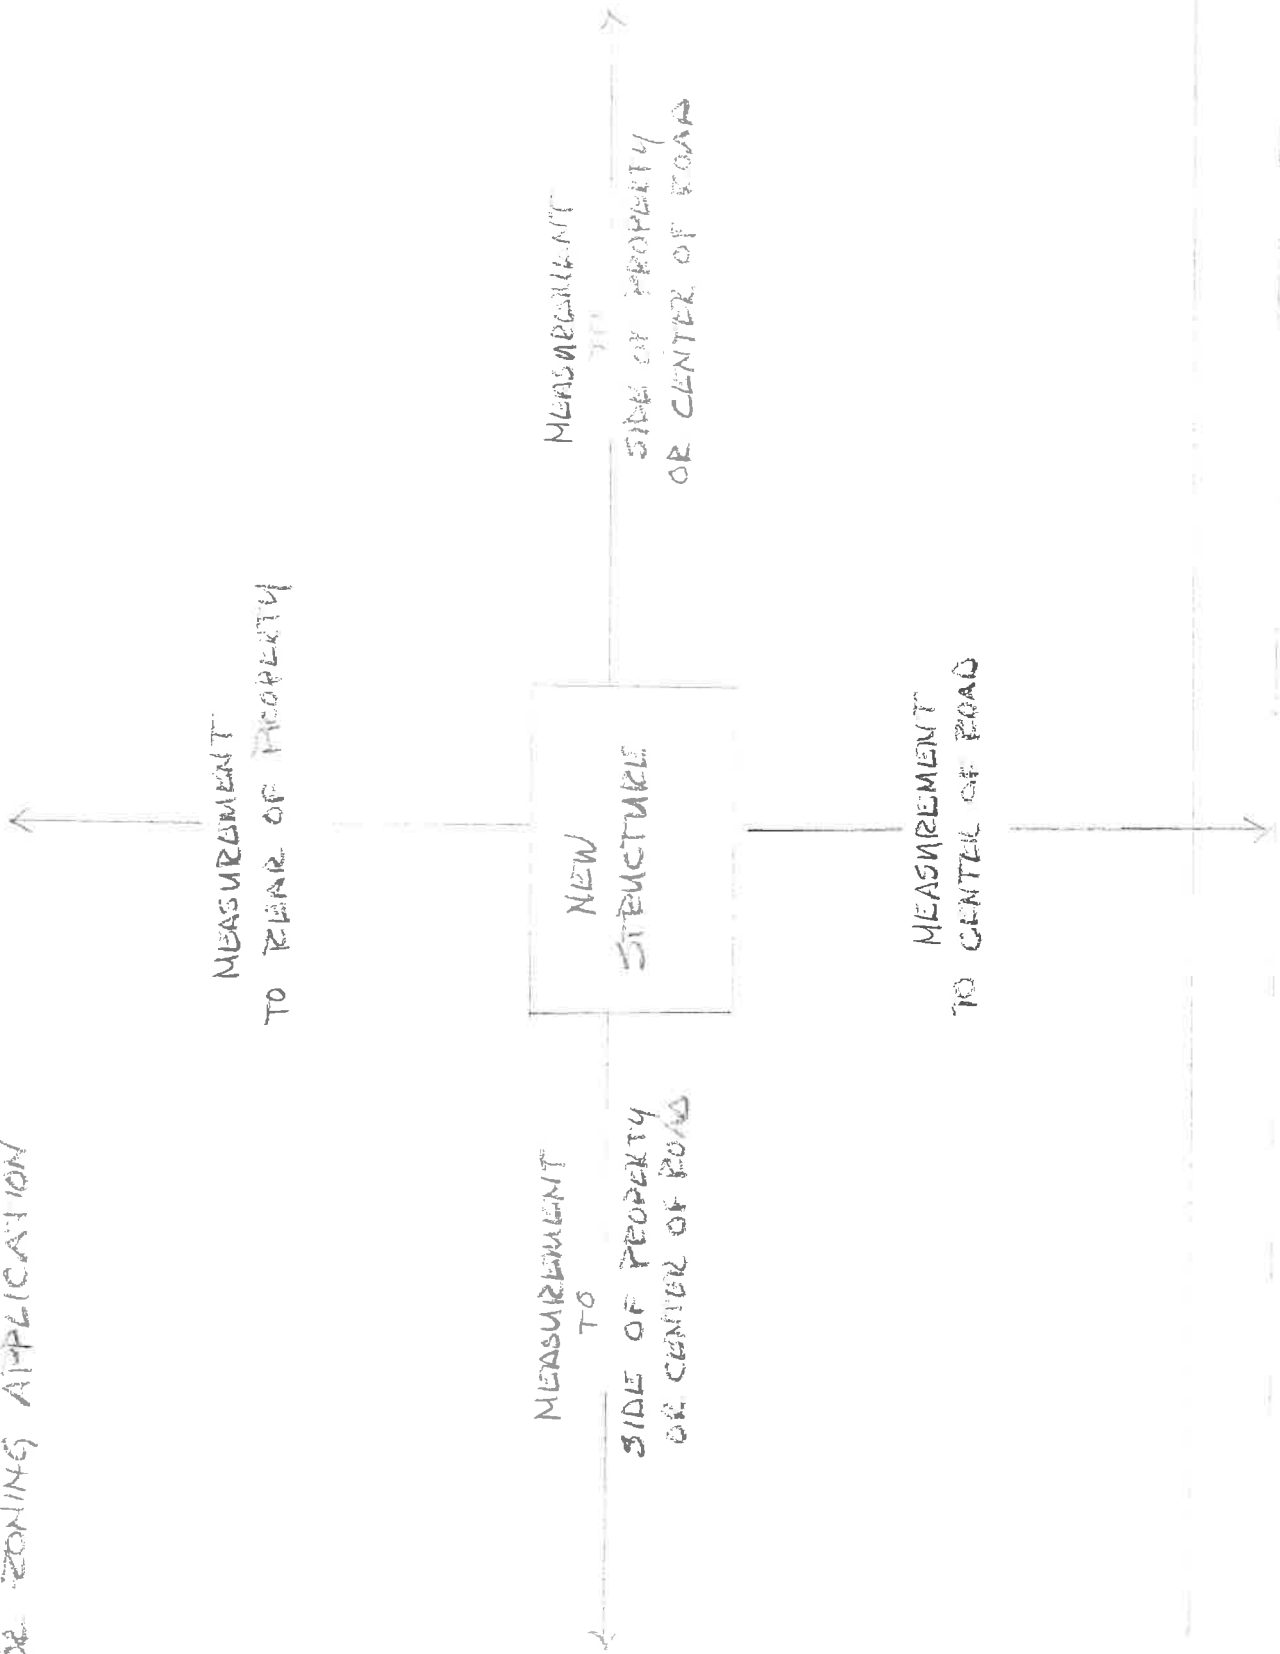 ZONING APPLICATION
MEASUREMENT
TO REAR OF PROPERTY
MEASUREMENT
TO
SIDE OF PROPERTY
OR CENTER OF ROAD
NEW
STRUCTURE
MEASUREMENT
SIDE OF PROPERTY
OR CENTER OF ROAD
MEASUREMENT
TO CENTER OF ROAD